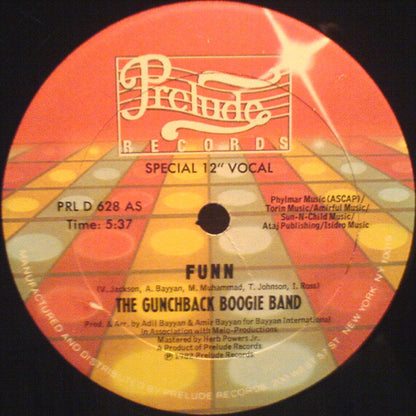 Prelude
RECORDS
SPECIAL 12" VOCAL
PRL D 628 AS
Time: 5:37
Phylmar Music (ASCAP)
Torin Music/Amirful Music/
Sun-N-Child Music/
Ataj Publishing/Isidro Music
FUNN
(V. Jackson, A. Bayyan, M. Muhammad, T. Johnson, I. Ross)
THE GUNCHBACK BOOGIE BAND
Prod. & Arr. by Adil Bayyan & Amir Bayyan for Bayyan International
In Association with Melo-Productions
Mastered by Herb Powers Jr.
A Product of Prelude Records
℗ 1982 Prelude Records
MANUFACTURED AND DISTRIBUTED BY PRELUDE RECORDS 57 ST. NEW YORK, NY 10019